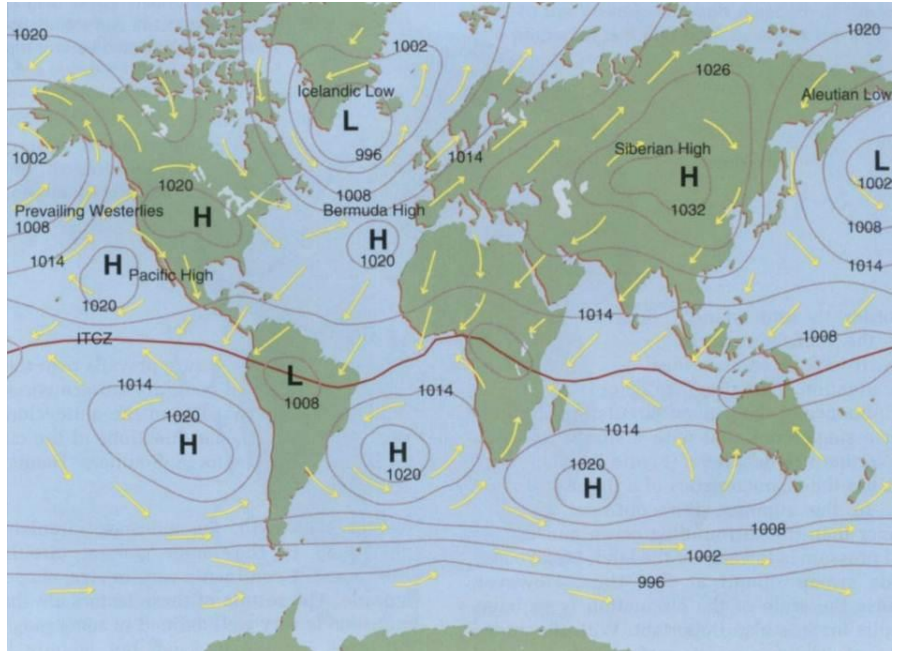 1020
1002
1020
1026
Icelandic Low
Aleutian Low
L
996
1014
Siberian High
1002
L
1002
1020
H
1008
H
1032
Prevailing Westerlies
Bermuda High
1008
H
H
1020
1008
1014
H
Pacific High
1014
1020
1014
ITCZ
1008
L
1014
1008
1014
1020
1014
H
H
1020
1020
H
1008
1002
996